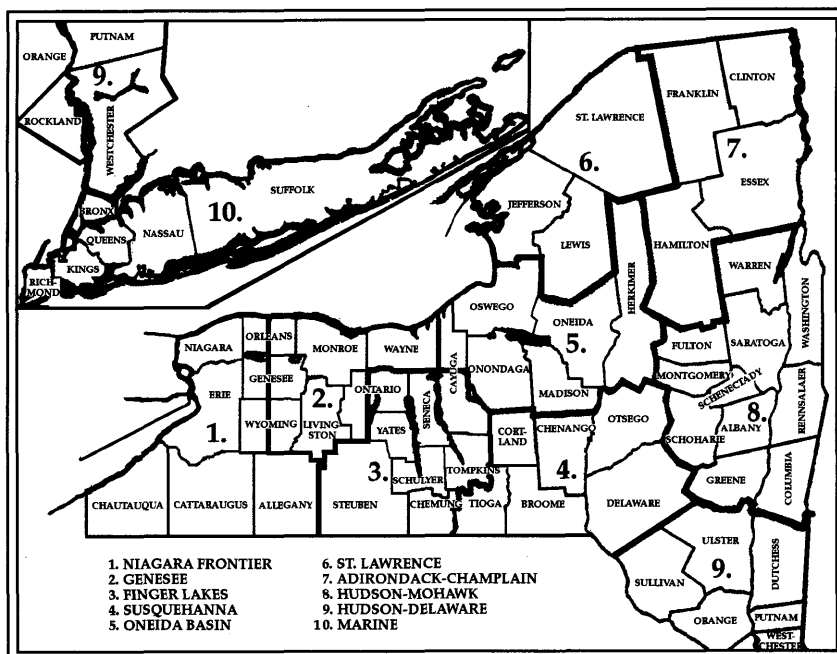 PUTNAM
ORANGE
9.
ROCKLAND
WESTCHESTER
BRONX
QUEENS
NASSAU
10.
SUFFOLK
KINGS
RICH-
MOND
ST. LAWRENCE
6.
FRANKLIN
CLINTON
7.
ESSEX
JEFFERSON
LEWIS
HERKIMER
HAMILTON
WARREN
WASHINGTON
OSWEGO
ONEIDA
5.
FULTON
SARATOGA
MONTGOMERY
SCHENECTADY
NIAGARA
ORLEANS
MONROE
WAYNE
CAYUGA
ONONDAGA
MADISON
ERIE
1.
GENESEE
WYOMING
2.
LIVING-
STON
ONTARIO
SENECA
YATES
3.
SCHULYER
CORT-
LAND
CHENANGO
4.
TOMPKINS
OTSEGO
SCHOHARIE
8.
ALBANY
RENNSALAER
GREENE
COLUMBIA
CHAUTAUQUA
CATTARAUGUS
ALLEGANY
STEUBEN
CHEMUNG
TIOGA
BROOME
DELAWARE
ULSTER
9.
DUTCHESS
SULLIVAN
ORANGE
PUTNAM
WEST-
CHESTER
1. NIAGARA FRONTIER
2. GENESEE
3. FINGER LAKES
4. SUSQUEHANNA
5. ONEIDA BASIN
6. ST. LAWRENCE
7. ADIRONDACK-CHAMPLAIN
8. HUDSON-MOHAWK
9. HUDSON-DELAWARE
10. MARINE